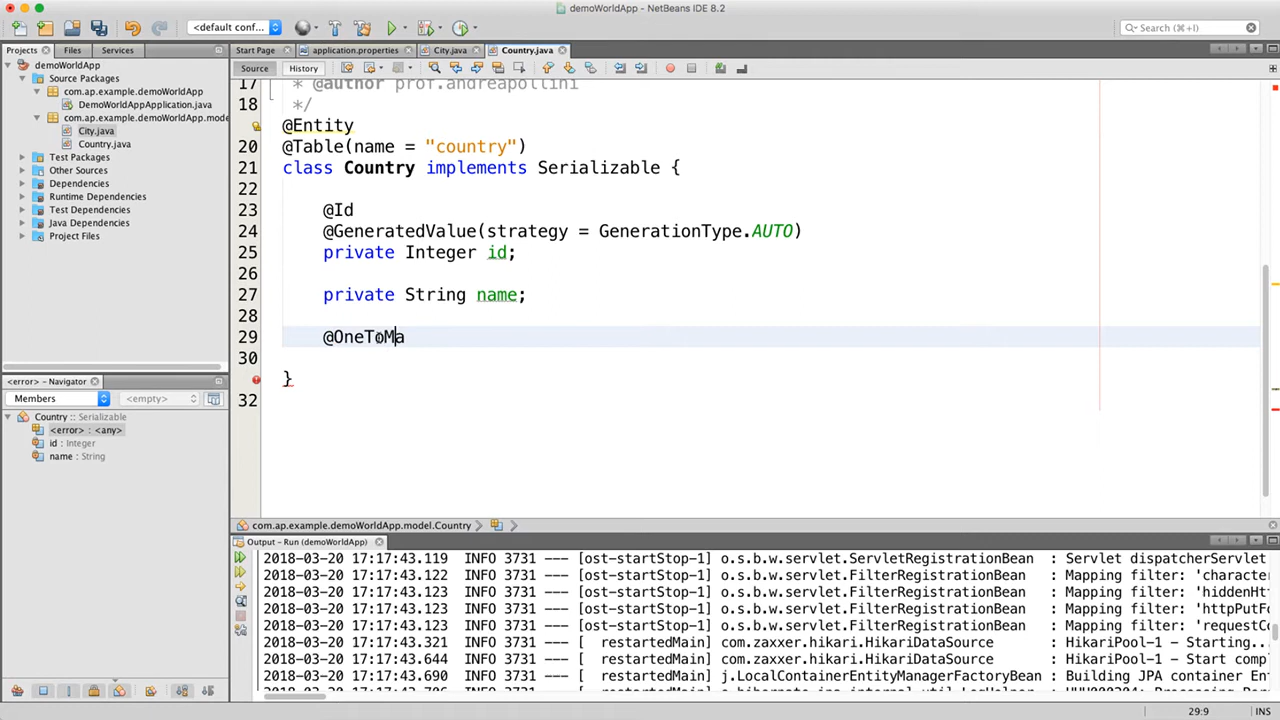 demoWorldApp - NetBeans IDE 8.2
<default conf...
Search (⌘+I)
Projects
Files
Services
Start Page
application.properties
City.java
Country.java
demoWorldApp
Source Packages
com.ap.example.demoWorldApp
DemoWorldAppApplication.java
com.ap.example.demoWorldApp.mode
City.java
Country.java
Test Packages
Other Sources
Dependencies
Runtime Dependencies
Test Dependencies
Java Dependencies
Project Files
<error> - Navigator
Members
<empty>
Country :: Serializable
<error> : <any>
id : Integer
name : String
Source
History
17 * @author prof.andreapollini
18 */
@Entity
20 @Table(name = "country")
21 class Country implements Serializable {
22
23 @Id
24 @GeneratedValue(strategy = GenerationType.AUTO)
25 private Integer id;
26
27 private String name;
28
29 @OneToMa
30
}
32
com.ap.example.demoWorldApp.model.Country
Output - Run (demoWorldApp)
2018-03-20 17:17:43.119 INFO 3731 --- [ost-startStop-1] o.s.b.w.servlet.ServletRegistrationBean : Servlet dispatcherServlet
2018-03-20 17:17:43.122 INFO 3731 --- [ost-startStop-1] o.s.b.w.servlet.FilterRegistrationBean : Mapping filter: 'character
2018-03-20 17:17:43.123 INFO 3731 --- [ost-startStop-1] o.s.b.w.servlet.FilterRegistrationBean : Mapping filter: 'hiddenHt
2018-03-20 17:17:43.123 INFO 3731 --- [ost-startStop-1] o.s.b.w.servlet.FilterRegistrationBean : Mapping filter: 'httpPutFo
2018-03-20 17:17:43.123 INFO 3731 --- [ost-startStop-1] o.s.b.w.servlet.FilterRegistrationBean : Mapping filter: 'requestCo
2018-03-20 17:17:43.321 INFO 3731 --- [ restartedMain] com.zaxxer.hikari.HikariDataSource : HikariPool-1 - Starting..
2018-03-20 17:17:43.644 INFO 3731 --- [ restartedMain] com.zaxxer.hikari.HikariDataSource : HikariPool-1 - Start comp
2018-03-20 17:17:43.690 INFO 3731 --- [ restartedMain] j.LocalContainerEntityManagerFactoryBean : Building JPA container Ent
29:9
INS